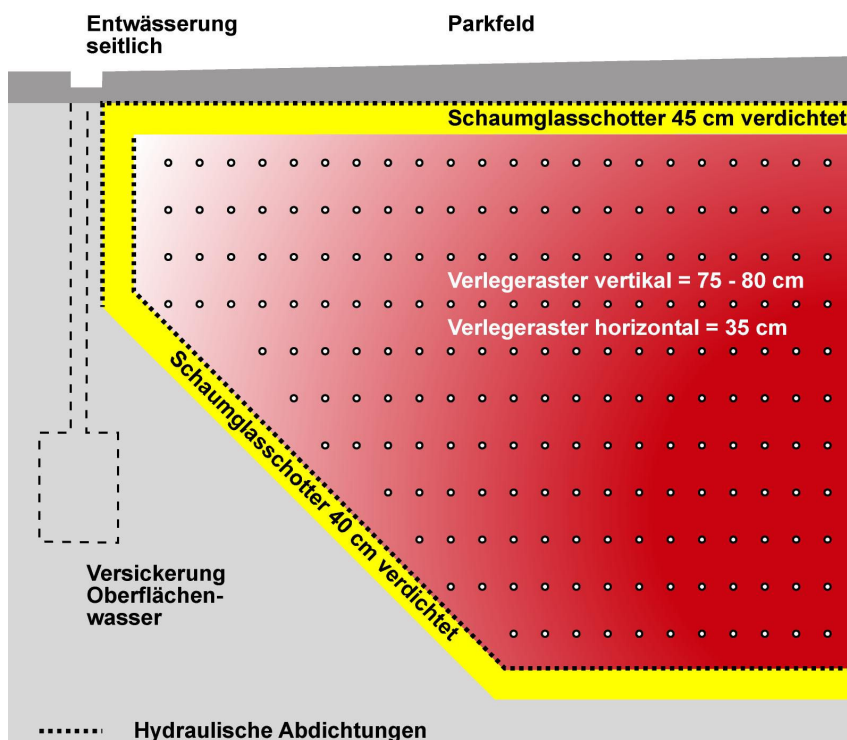 Entwässerung
seitlich
Parkfeld
Schaumglasschotter 45 cm verdichtet
Verlegeraster vertikal = 75 - 80 cm
Verlegeraster horizontal = 35 cm
Schaumglasschotter 40 cm verdichtet
Versickerung
Oberflächen-
wasser
Hydraulische Abdichtungen